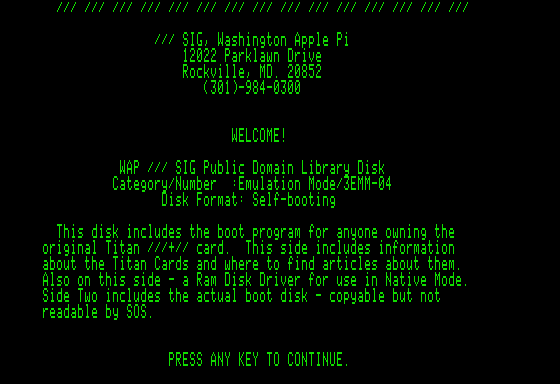 /// /// /// /// /// /// /// /// /// /// /// /// /// /// ///
/// SIG, Washington Apple Pi
12022 Parklawn Drive
Rockville, MD. 20852
(301)-984-0300
WELCOME!
WAP /// SIG Public Domain Library Disk
Category/Number  :Emulation Mode/3EMM-04
Disk Format: Self-booting
This disk includes the boot program for anyone owning the
original Titan ///+// card.  This side includes information
about the Titan Cards and where to find articles about them.
Also on this side - a Ram Disk Driver for use in Native Mode.
Side Two includes the actual boot disk - copyable but not
readable by SOS.
PRESS ANY KEY TO CONTINUE.